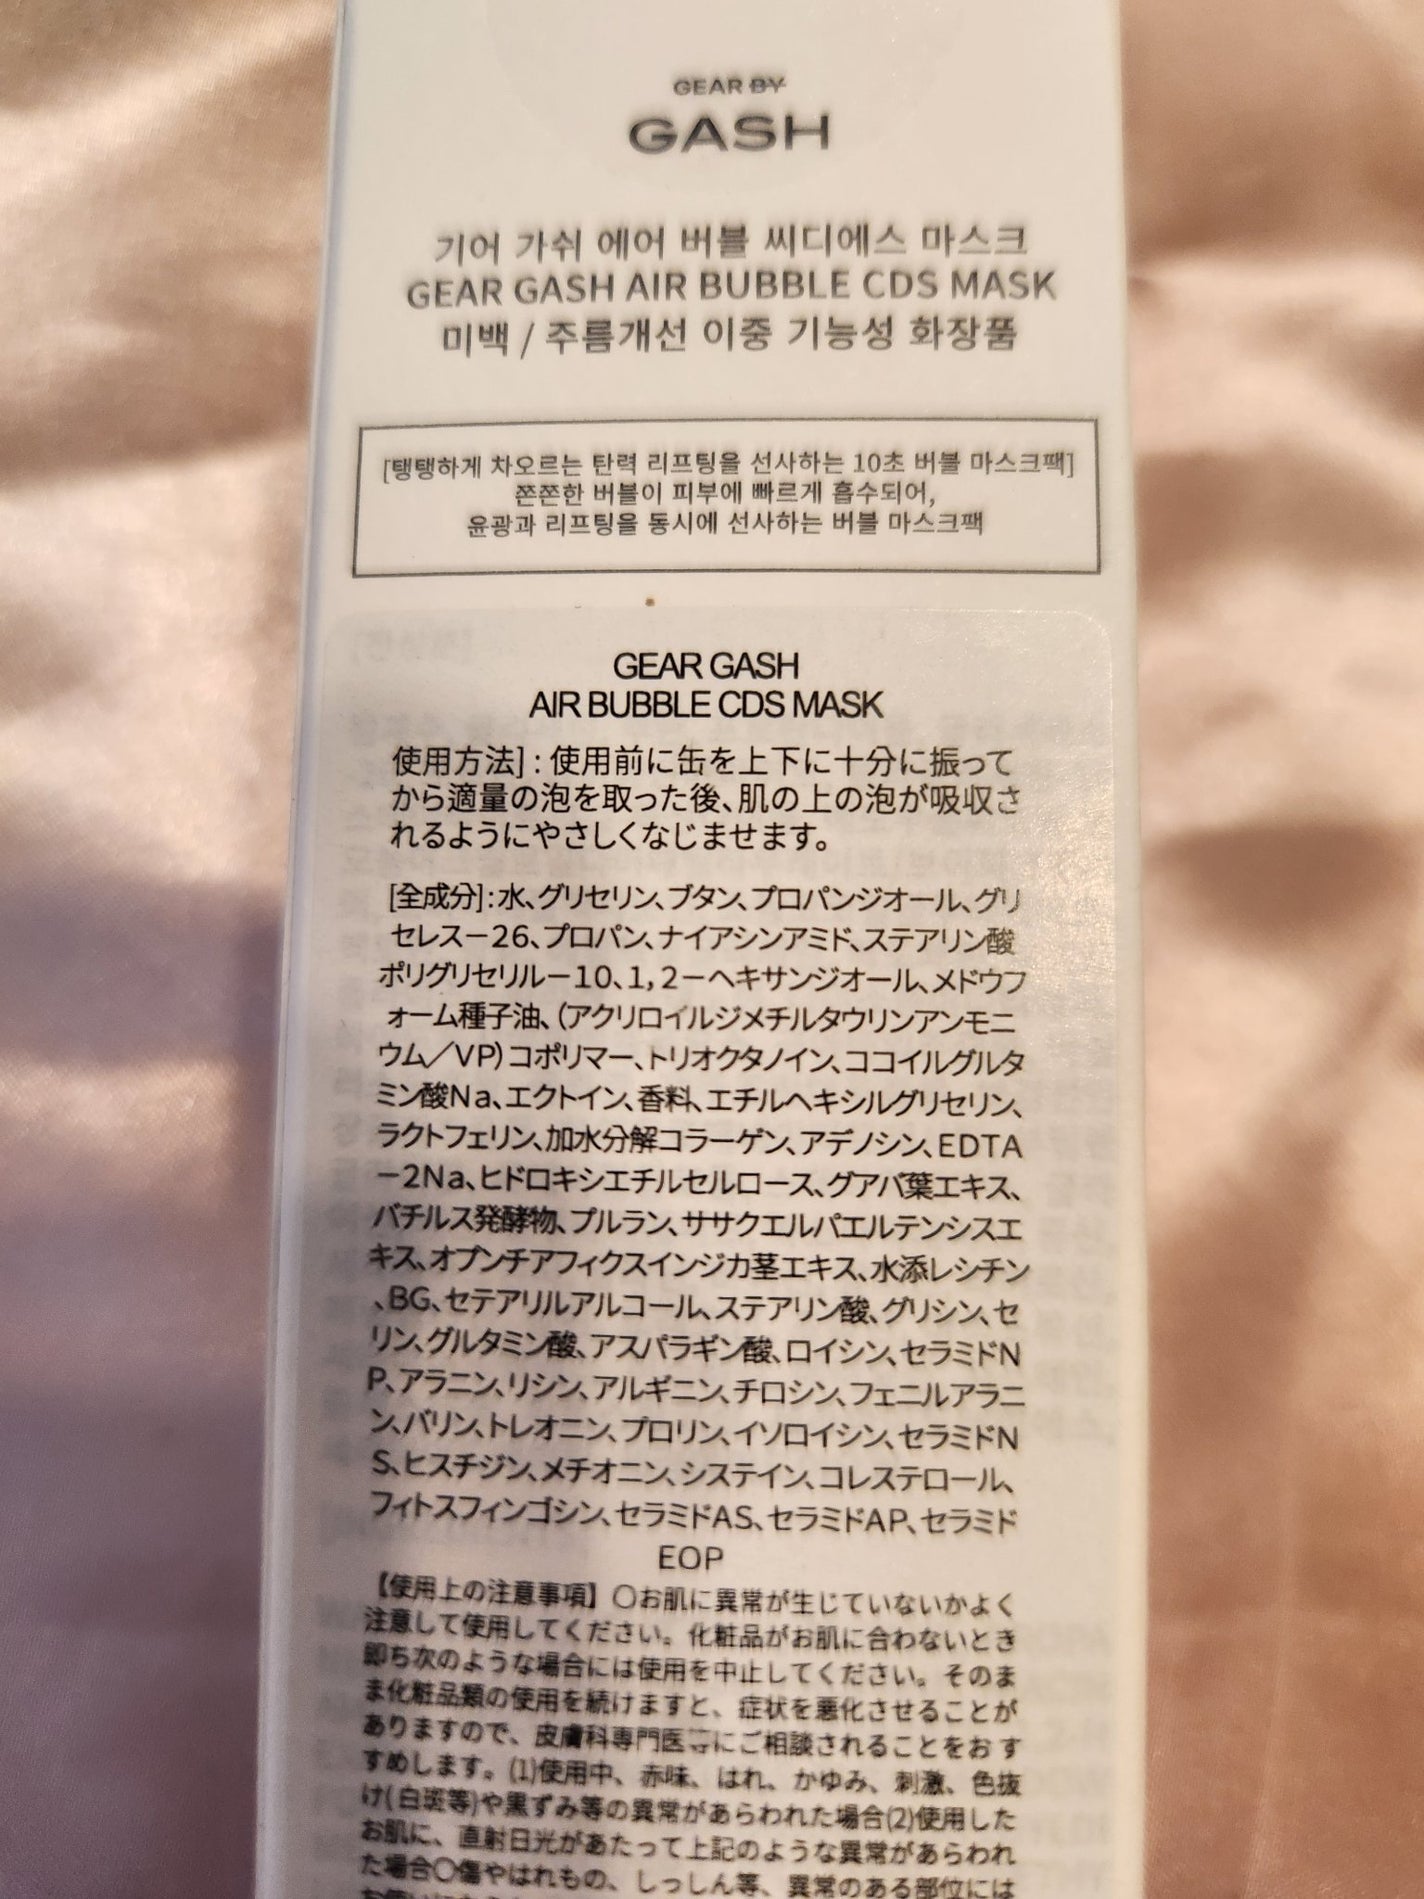 GEAR BY
GASH
기어 가쉬 에어 버블 씨디에스 마스크
GEAR GASH AIR BUBBLE CDS MASK
미백 / 주름개선 이중 기능성 화장품
[탱탱하게 차오르는 탄력 리프팅을 선사하는 10초 버블 마스크팩]
쫀쫀한 버블이 피부에 빠르게 흡수되어,
윤광과 리프팅을 동시에 선사하는 버블 마스크팩
GEAR GASH
AIR BUBBLE CDS MASK
使用方法] : 使用前に缶を上下に十分に振って
から適量の泡を取った後、肌の上の泡が吸収さ
れるようにやさしくなじませます。
[全成分] : 水、グリセリン、ブタン、プロパンジオール、グリ
セレス－26、プロパン、ナイアシンアミド、ステアリン酸
ポリグリセリル－10、1, 2－ヘキサンジオール、メドウフ
ォーム種子油、(アクリロイルジメチルタウリンアンモニ
ウム／VP) コポリマー、トリオクタノイン、ココイルグルタ
ミン酸Na、エクトイン、香料、エチルヘキシルグリセリン、
ラクトフェリン、加水分解コラーゲン、アデノシン、EDTA
－2Na、ヒドロキシエチルセルロース、グアバ葉エキス、
バチルス発酵物、プルラン、ササクエルパエルテンシスエ
キス、オプンチアフィクスインジカ茎エキス、水添レシチン
、BG、セテアリルアルコール、ステアリン酸、グリシン、セ
リン、グルタミン酸、アスパラギン酸、ロイシン、セラミドN
P、アラニン、リシン、アルギニン、チロシン、フェニルアラニ
ン、バリン、トレオニン、プロリン、イソロイシン、セラミドN
S、ヒスチジン、メチオニン、システイン、コレステロール、
フィトスフィンゴシン、セラミドAS、セラミドAP、セラミド
EOP
【使用上の注意事項】〇お肌に異常が生じていないかよく
注意して使用してください。化粧品がお肌に合わないとき
即ち次のような場合には使用を中止してください。そのま
ま化粧品類の使用を続けますと、症状を悪化させることが
ありますので、皮膚科専門医等にご相談されることをおす
すめします。(1)使用中、赤味、はれ、かゆみ、刺激、色抜
け(白斑等)や黒ずみ等の異常があらわれた場合(2)使用した
お肌に、直射日光があたって上記のような異常があらわれ
た場合〇傷やはれもの、しっしん等、異常のある部位には